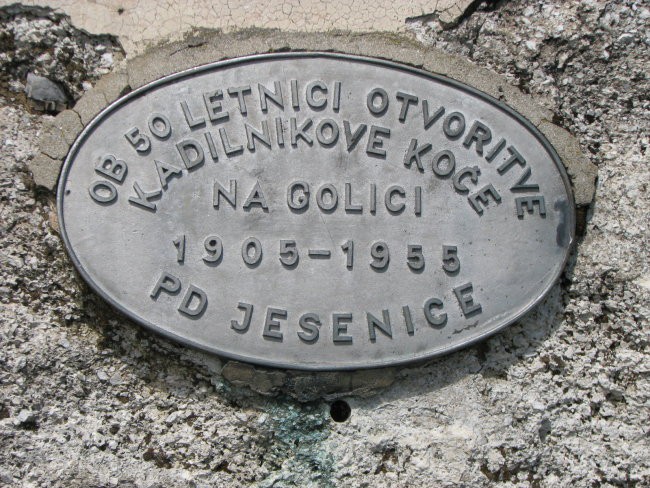 OB 50 LETNICI OTVORITVE
KADILNIKOVE KOČE
NA GOLICI
1905-1955
PD JESENICE